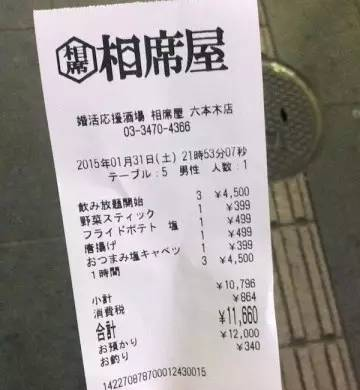 相席 相席屋
婚活応援酒場 相席屋 六本木店
03-3470-4366
2015年01月31日(土) 21時53分07秒
テーブル:5 男性 人数:1
飲み放題開始 3 ¥4,500
野菜スティック 1 ¥399
フライドポテト 塩 1 ¥499
唐揚げ 1 ¥499
おつまみ塩キャベツ 1 ¥399
1時間 3 ¥4,500
小計 ¥10,796
消費税 ¥864
合計 ¥11,660
お預かり ¥12,000
お釣り ¥340
142270878700012430015